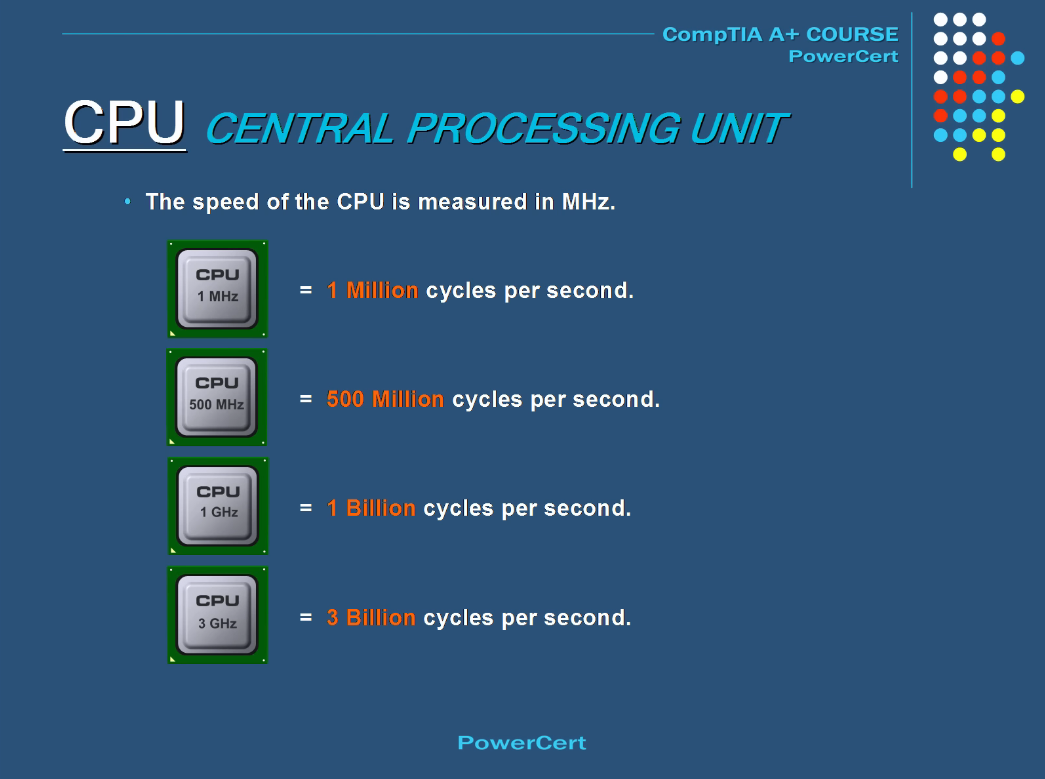 CompTIA A+ COURSE
PowerCert
CPU CENTRAL PROCESSING UNIT
• The speed of the CPU is measured in MHz.
CPU
1 MHz
= 1 Million cycles per second.
CPU
500 MHz
= 500 Million cycles per second.
CPU
1 GHz
= 1 Billion cycles per second.
CPU
3 GHz
= 3 Billion cycles per second.
PowerCert